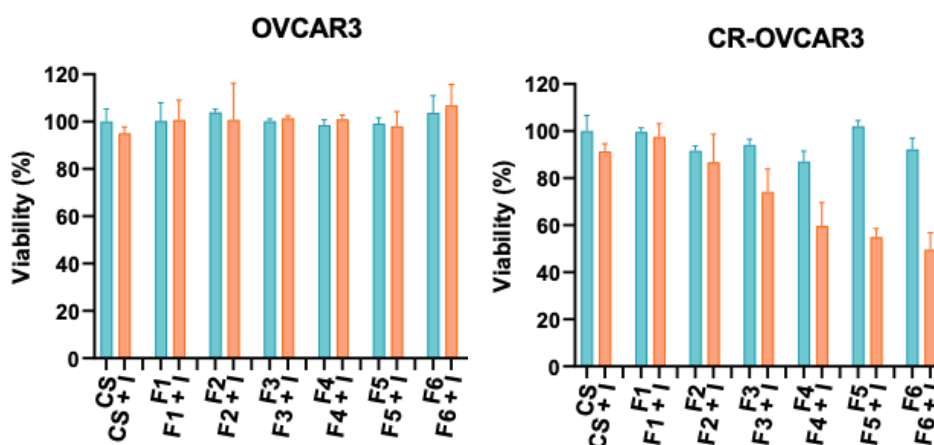 OVCAR3
Viability (%)
120
100
80
60
40
20
0
CS
CS + I
F1
F1 + I
F2
F2 + I
F3
F3 + I
F4
F4 + I
F5
F5 + I
F6
F6 + I
CR-OVCAR3
Viability (%)
120
100
80
60
40
20
0
CS
CS + I
F1
F1 + I
F2
F2 + I
F3
F3 + I
F4
F4 + I
F5
F5 + I
F6
F6 + I